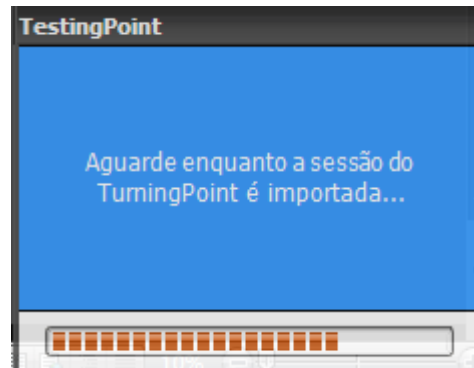 TestingPoint
Aguarde enquanto a sessão do
TurningPoint é importada...